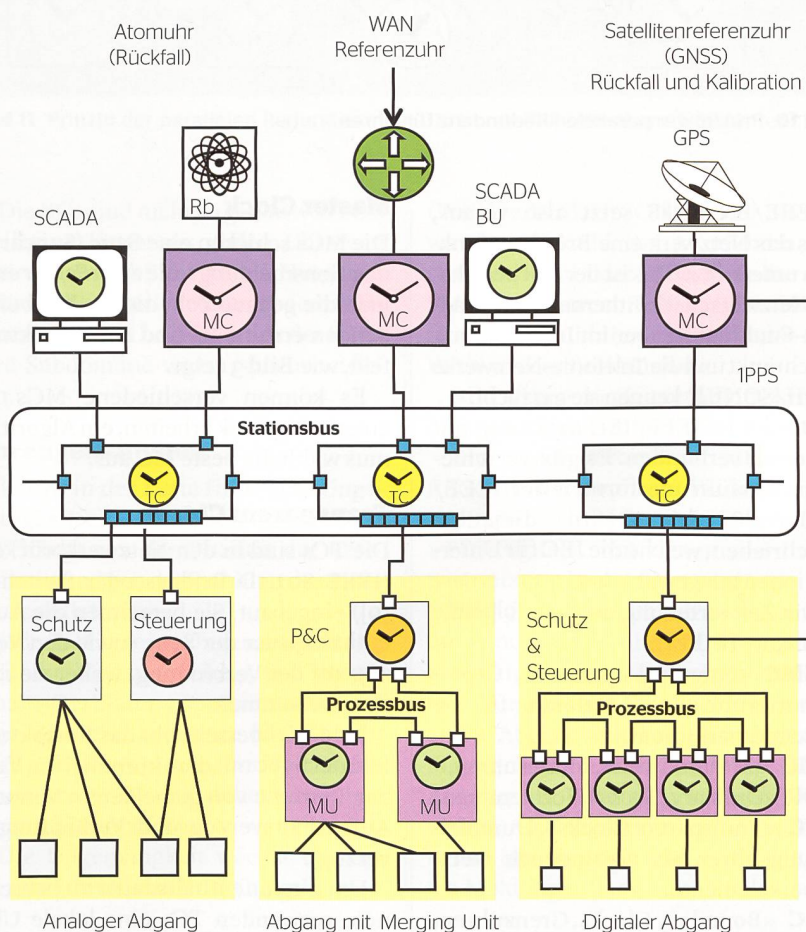 Atomuhr
(Rückfall)
WAN
Referenzuhr
Satellitenreferenzuhr
(GNSS)
Rückfall und Kalibration
GPS
SCADA
Rb
SCADA
BU
MC
MC
MC
1PPS
Stationsbus
TC
TC
TC
Schutz
Steuerung
P&C
Schutz
&
Steuerung
Prozessbus
Prozessbus
MU
MU
Analoger Abgang
Abgang mit Merging Unit
Digitaler Abgang